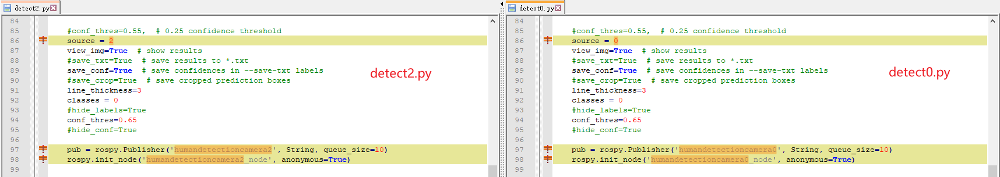 detect2.py
84
85 #conf_thres=0.55,  # 0.25 confidence threshold
86 source = 2
87 view_img=True  # show results
88 #save_txt=True  # save results to *.txt
89 save_conf=True  # save confidences in --save-txt labels
90 #save_crop=True  # save cropped prediction boxes
91 line_thickness=3
92 classes = 0
93 #hide_labels=True
94 conf_thres=0.65
95 #hide_conf=True
96
97 pub = rospy.Publisher('humandetectioncamera2', String, queue_size=10)
98 rospy.init_node('humandetectioncamera2_node', anonymous=True)
99
detect2.py
detect0.py
84
85 #conf_thres=0.55,  # 0.25 confidence threshold
86 source = 0
87 view_img=True  # show results
88 #save_txt=True  # save results to *.txt
89 save_conf=True  # save confidences in --save-txt labels
90 #save_crop=True  # save cropped prediction boxes
91 line_thickness=3
92 classes = 0
93 #hide_labels=True
94 conf_thres=0.65
95 #hide_conf=True
96
97 pub = rospy.Publisher('humandetectioncamera0', String, queue_size=10)
98 rospy.init_node('humandetectioncamera0_node', anonymous=True)
99
detect0.py